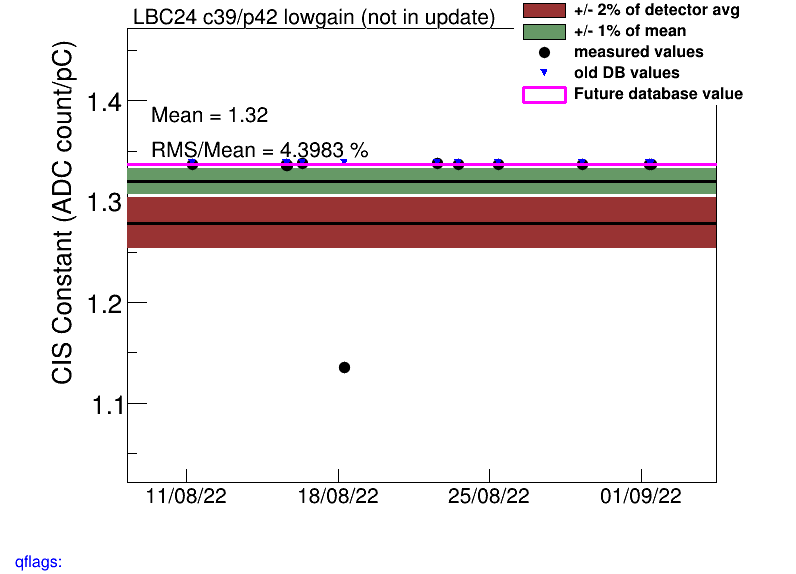 LBC24 c39/p42 lowgain (not in update)
+/- 2% of detector avg
+/- 1% of mean
measured values
old DB values
Future database value
CIS Constant (ADC count/pC)
Mean = 1.32
RMS/Mean = 4.3983 %
1.4
1.3
1.2
1.1
11/08/22 18/08/22 25/08/22 01/09/22
qflags: